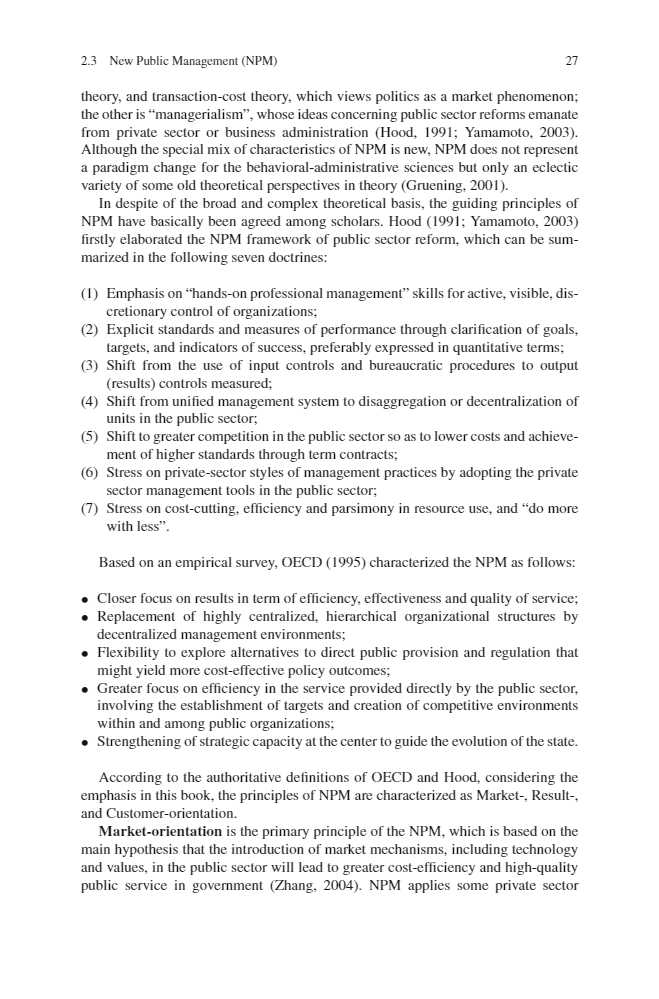 2.3 New Public Management (NPM) 27
theory, and transaction-cost theory, which views politics as a market phenomenon;
the other is “managerialism”, whose ideas concerning public sector reforms emanate
from private sector or business administration (Hood, 1991; Yamamoto, 2003).
Although the special mix of characteristics of NPM is new, NPM does not represent
a paradigm change for the behavioral-administrative sciences but only an eclectic
variety of some old theoretical perspectives in theory (Gruening, 2001).
In despite of the broad and complex theoretical basis, the guiding principles of
NPM have basically been agreed among scholars. Hood (1991; Yamamoto, 2003)
firstly elaborated the NPM framework of public sector reform, which can be sum-
marized in the following seven doctrines:
(1) Emphasis on “hands-on professional management” skills for active, visible, dis-
cretionary control of organizations;
(2) Explicit standards and measures of performance through clarification of goals,
targets, and indicators of success, preferably expressed in quantitative terms;
(3) Shift from the use of input controls and bureaucratic procedures to output
(results) controls measured;
(4) Shift from unified management system to disaggregation or decentralization of
units in the public sector;
(5) Shift to greater competition in the public sector so as to lower costs and achieve-
ment of higher standards through term contracts;
(6) Stress on private-sector styles of management practices by adopting the private
sector management tools in the public sector;
(7) Stress on cost-cutting, efficiency and parsimony in resource use, and “do more
with less”.
Based on an empirical survey, OECD (1995) characterized the NPM as follows:
• Closer focus on results in term of efficiency, effectiveness and quality of service;
• Replacement of highly centralized, hierarchical organizational structures by
decentralized management environments;
• Flexibility to explore alternatives to direct public provision and regulation that
might yield more cost-effective policy outcomes;
• Greater focus on efficiency in the service provided directly by the public sector,
involving the establishment of targets and creation of competitive environments
within and among public organizations;
• Strengthening of strategic capacity at the center to guide the evolution of the state.
According to the authoritative definitions of OECD and Hood, considering the
emphasis in this book, the principles of NPM are characterized as Market-, Result-,
and Customer-orientation.
Market-orientation is the primary principle of the NPM, which is based on the
main hypothesis that the introduction of market mechanisms, including technology
and values, in the public sector will lead to greater cost-efficiency and high-quality
public service in government (Zhang, 2004). NPM applies some private sector